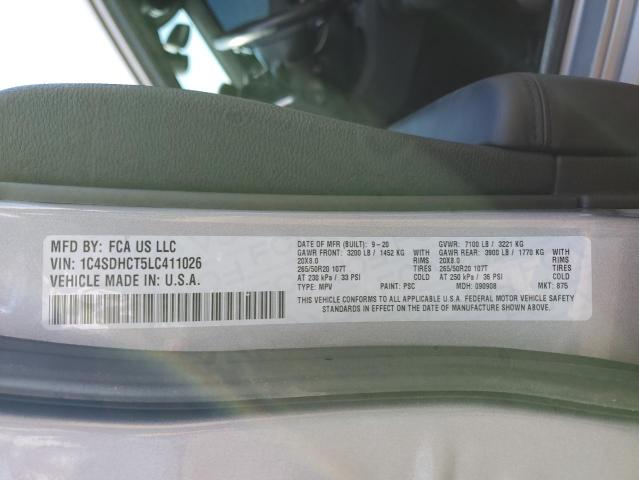 MFD BY: FCA US LLC
VIN: 1C4SDHCT5LC411026
VEHICLE MADE IN: U.S.A.
DATE OF MFR (BUILT): 9-20
GVWR: 7100 LB / 3221 KG
GAWR FRONT: 3200 LB / 1452 KG
GAWR REAR: 3900 LB / 1770 KG
20X8.0
20X8.0
TIRES
265/50R20 107T
265/50R20 107T
TIRES
AT 230 kPa / 33 PSI
COLD
AT 250 kPa / 36 PSI
COLD
TYPE: MPV
PAINT: PSC
MDH: 090908
MKT: 875
THIS VEHICLE CONFORMS TO ALL APPLICABLE U.S.A. FEDERAL MOTOR VEHICLE SAFETY
STANDARDS IN EFFECT ON THE DATE OF MANUFACTURE SHOWN ABOVE.